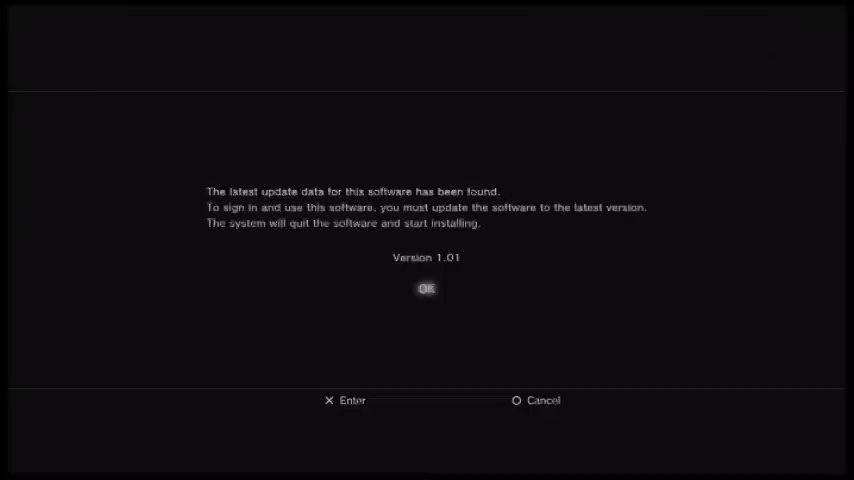 The latest update data for this software has been found.
To sign in and use this software, you must update the software to the latest version.
The system will quit the software and start installing.
Version 1.01
OK
Enter
Cancel